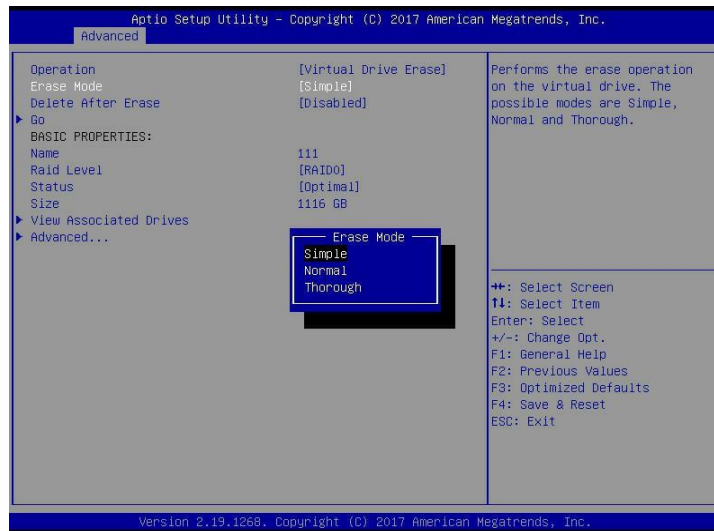 Aptio Setup Utility – Copyright (C) 2017 American Megatrends, Inc.
Advanced
Operation [Virtual Drive Erase]
Erase Mode [Simple]
Delete After Erase [Disabled]
Go
BASIC PROPERTIES:
Name 111
Raid Level [RAID0]
Status [Optimal]
Size 1116 GB
View Associated Drives
Advanced...
Erase Mode
Simple
Normal
Thorough
Performs the erase operation
on the virtual drive. The
possible modes are Simple,
Normal and Thorough.
→←: Select Screen
↑↓: Select Item
Enter: Select
+/-: Change Opt.
F1: General Help
F2: Previous Values
F3: Optimized Defaults
F4: Save & Reset
ESC: Exit
Version 2.19.1268. Copyright (C) 2017 American Megatrends, Inc.